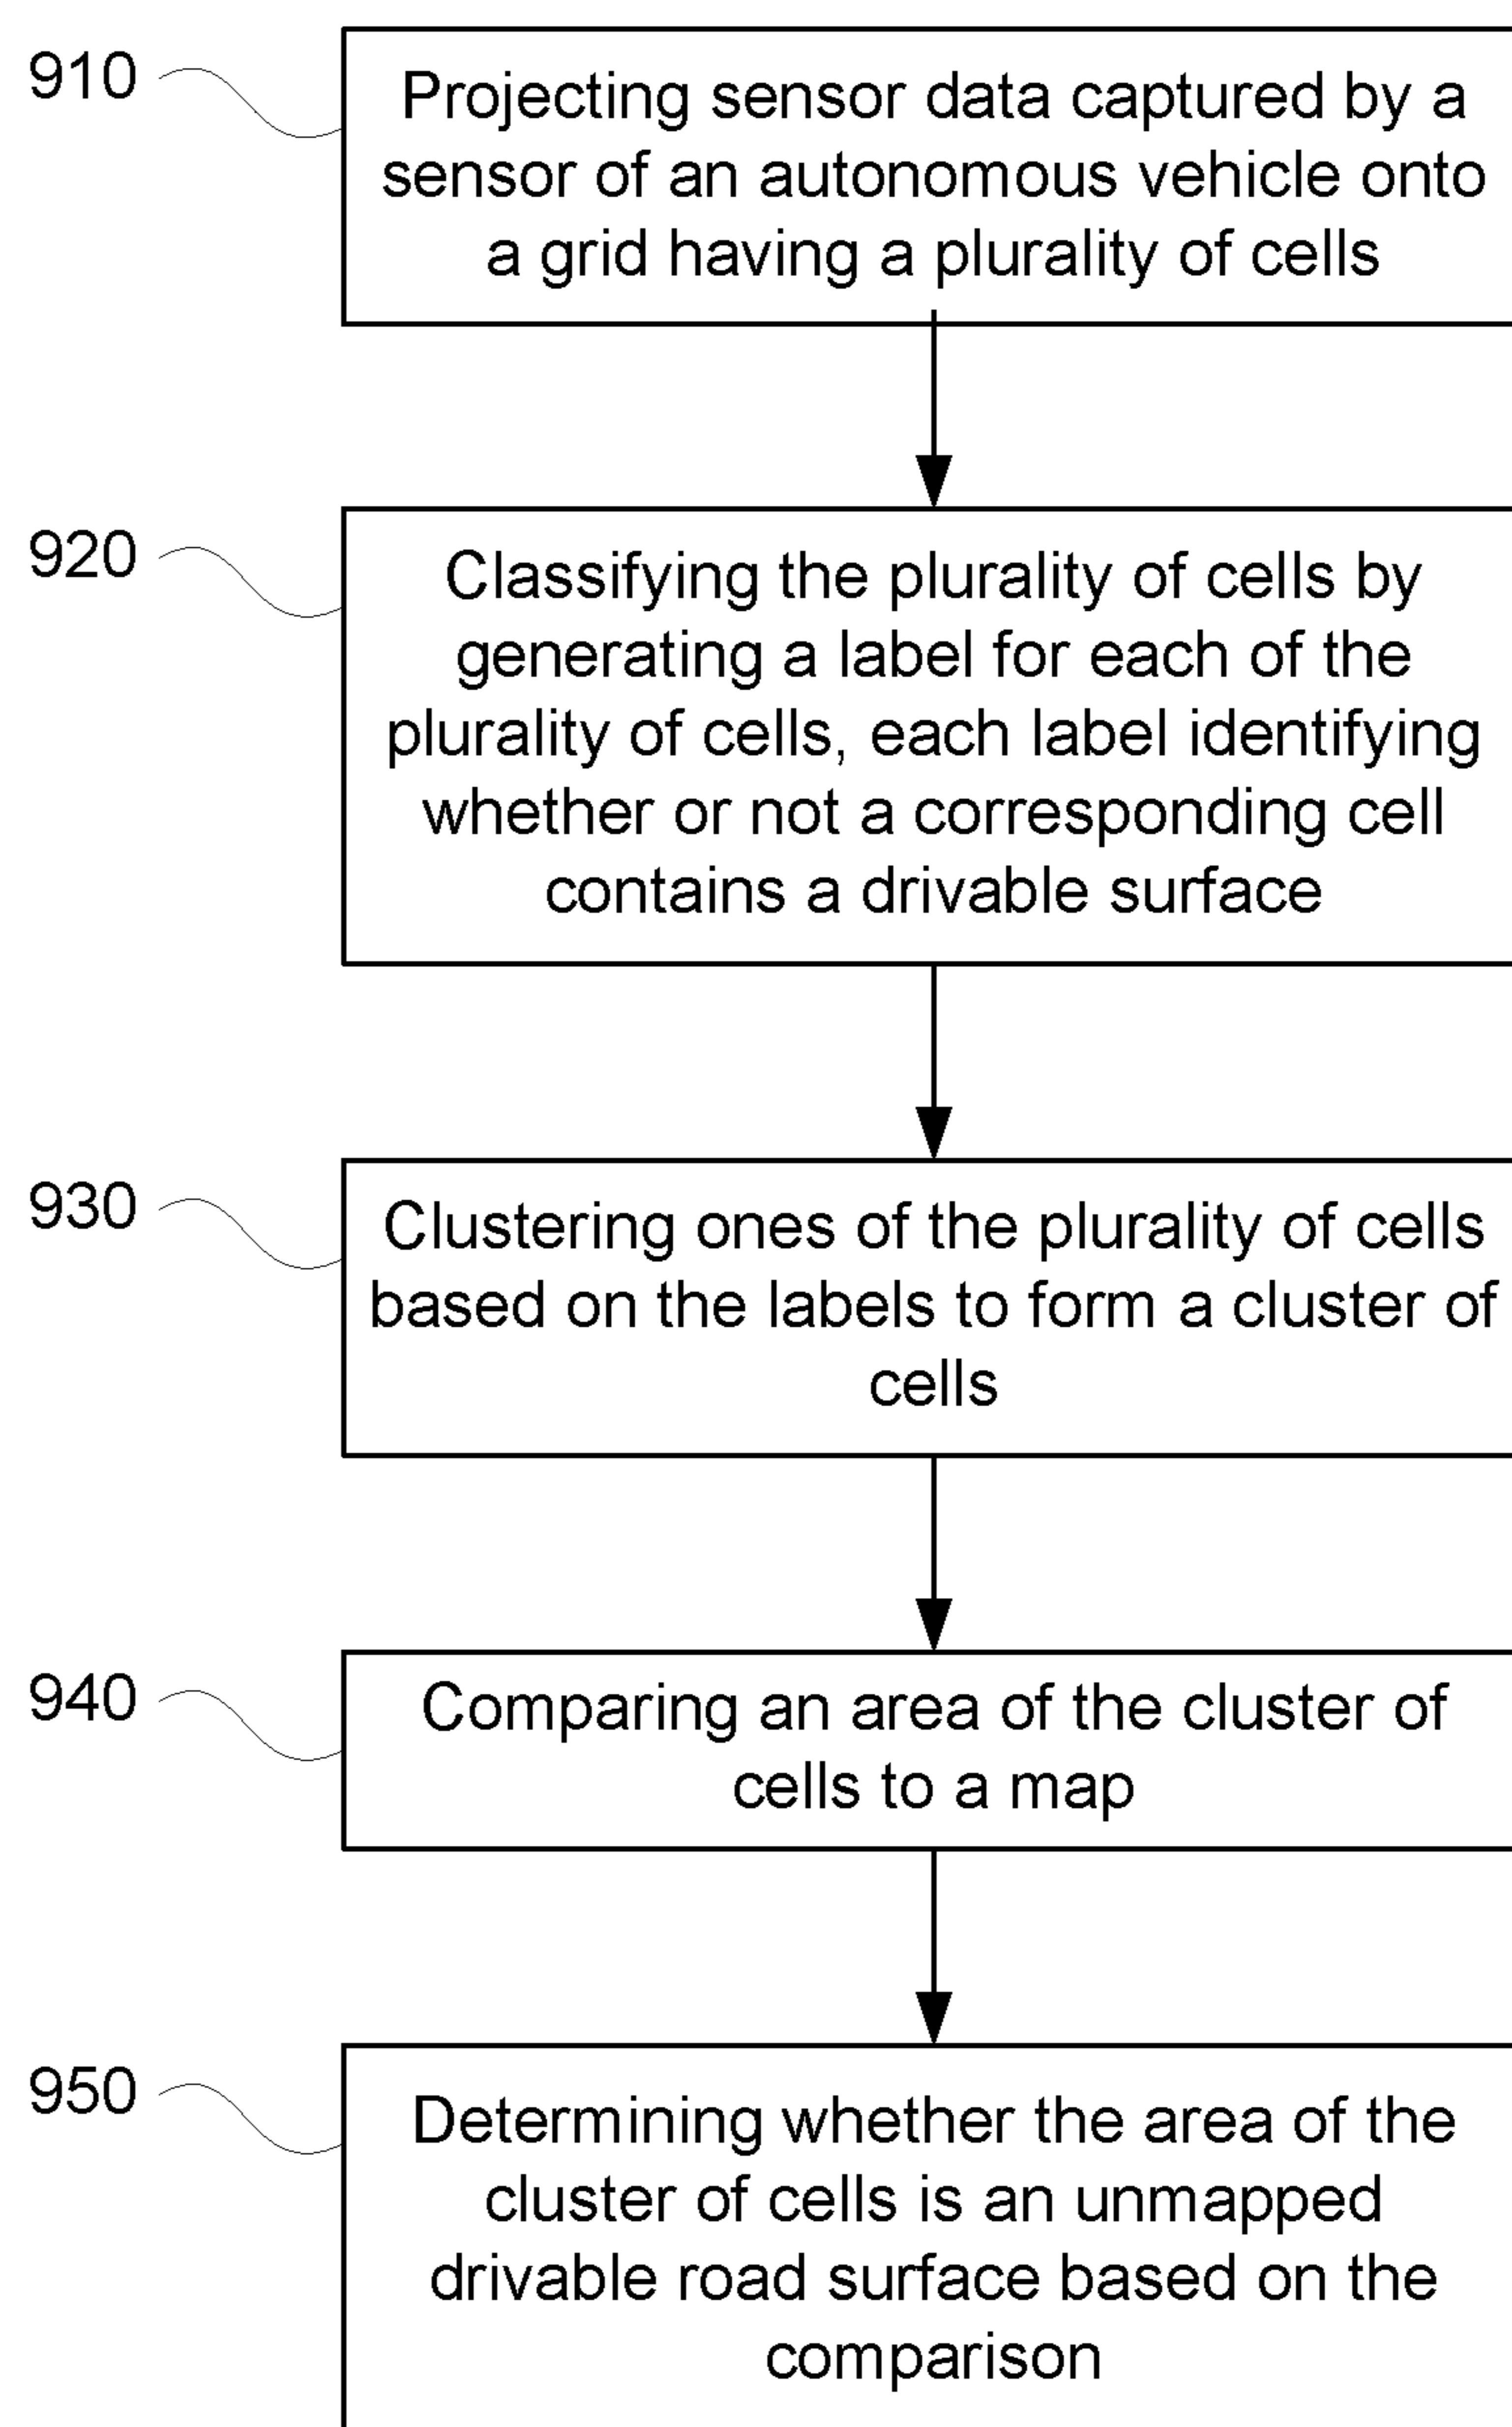 910
Projecting sensor data captured by a
sensor of an autonomous vehicle onto
a grid having a plurality of cells
920
Classifying the plurality of cells by
generating a label for each of the
plurality of cells, each label identifying
whether or not a corresponding cell
contains a drivable surface
930
Clustering ones of the plurality of cells
based on the labels to form a cluster of
cells
940
Comparing an area of the cluster of
cells to a map
950
Determining whether the area of the
cluster of cells is an unmapped
drivable road surface based on the
comparison